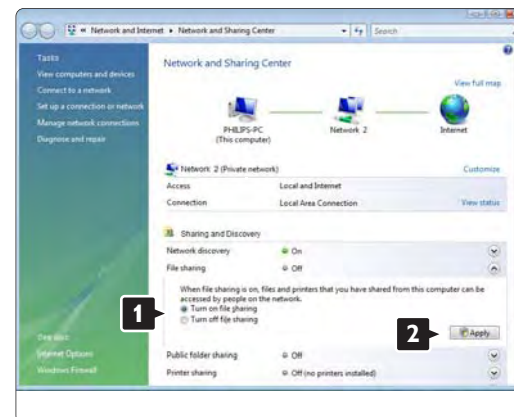 Network and Internet ▸ Network and Sharing Center
Search
Tasks
View computers and devices
Connect to a network
Set up a connection or network
Manage network connections
Diagnose and repair
See also
Internet Options
Windows Firewall
Network and Sharing Center
View full map
PHILIPS-PC
(This computer)
Network 2
Internet
Network 2 (Private network)
Customize
Access Local and Internet
Connection Local Area Connection View status
Sharing and Discovery
Network discovery On
File sharing Off
When file sharing is on, files and printers that you have shared from this computer can be
accessed by people on the network.
1
Turn on file sharing
Turn off file sharing
2
Apply
Public folder sharing Off
Printer sharing Off (no printers installed)